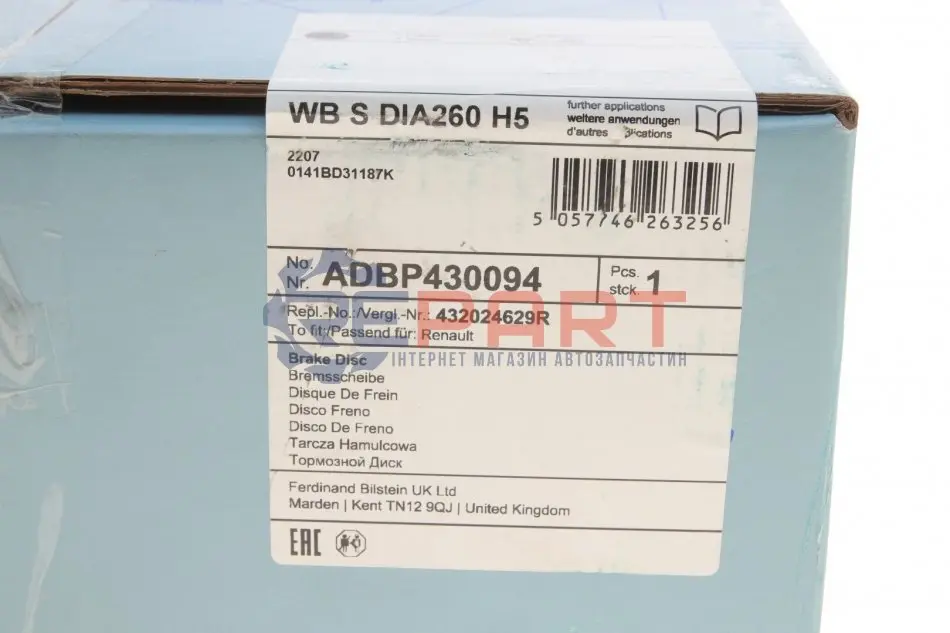 WB S DIA260 H5
further applications
weitere anwendungen
d'autres
2207
0141BD31187K
5 057746 263256
No.
Nr.
ADBP430094
Pcs.
stck.
1
Repl.-No.:/Vergl.-Nr.: 432024629R
To fit:/Passend für: Renault
PART
ІНТЕРНЕТ МАГАЗИН АВТОЗАПЧАСТИН
Brake Disc
Bremsscheibe
Disque De Frein
Disco Freno
Disco De Freno
Tarcza Hamulcowa
Тормозной Диск
Ferdinand Bilstein UK Ltd
Marden | Kent TN12 9QJ | United Kingdom
EAC